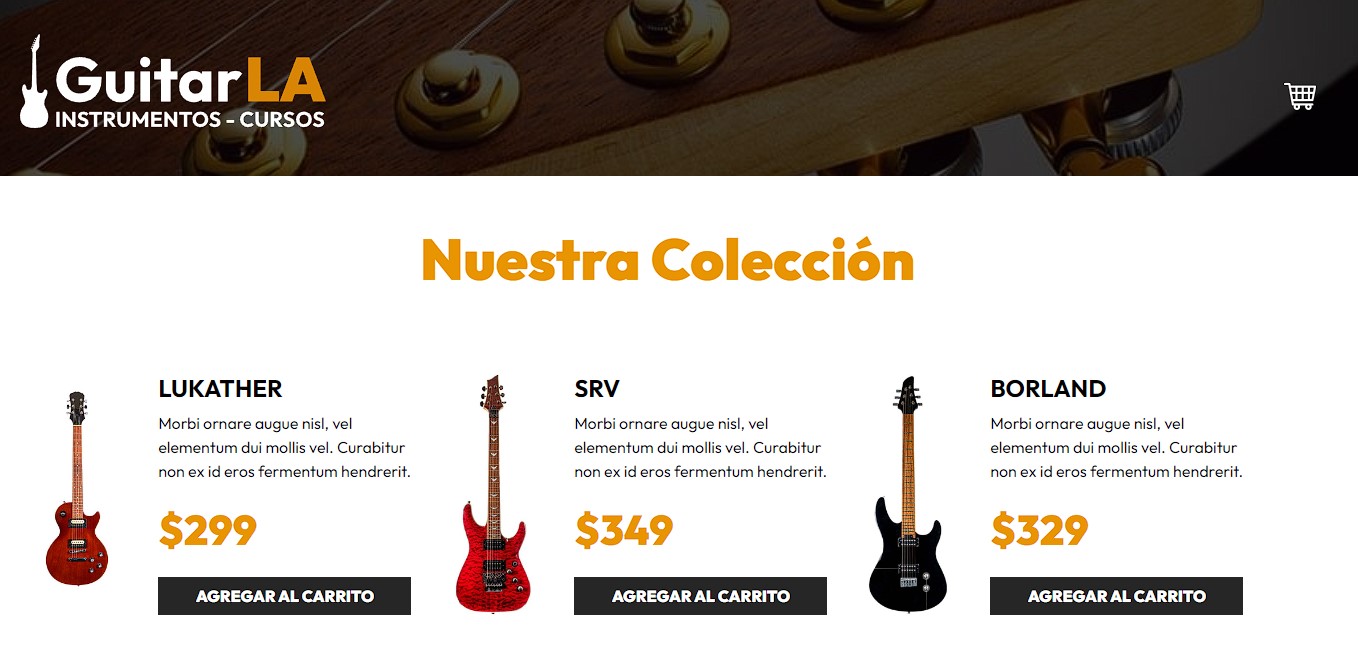 GuitarLA
INSTRUMENTOS - CURSOS
Nuestra Colección
LUKATHER
Morbi ornare augue nisl, vel
elementum dui mollis vel. Curabitur
non ex id eros fermentum hendrerit.
$299
AGREGAR AL CARRITO
SRV
Morbi ornare augue nisl, vel
elementum dui mollis vel. Curabitur
non ex id eros fermentum hendrerit.
$349
AGREGAR AL CARRITO
BORLAND
Morbi ornare augue nisl, vel
elementum dui mollis vel. Curabitur
non ex id eros fermentum hendrerit.
$329
AGREGAR AL CARRITO